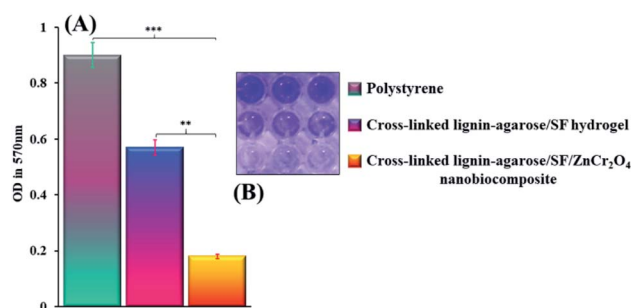 (A)
***
**
1
0.8
0.6
0.4
0.2
0
OD in 570nm
(B)
Polystyrene
Cross-linked lignin-agarose/SF hydrogel
Cross-linked lignin-agarose/SF/ZnCr₂O₄
nanobiocomposite